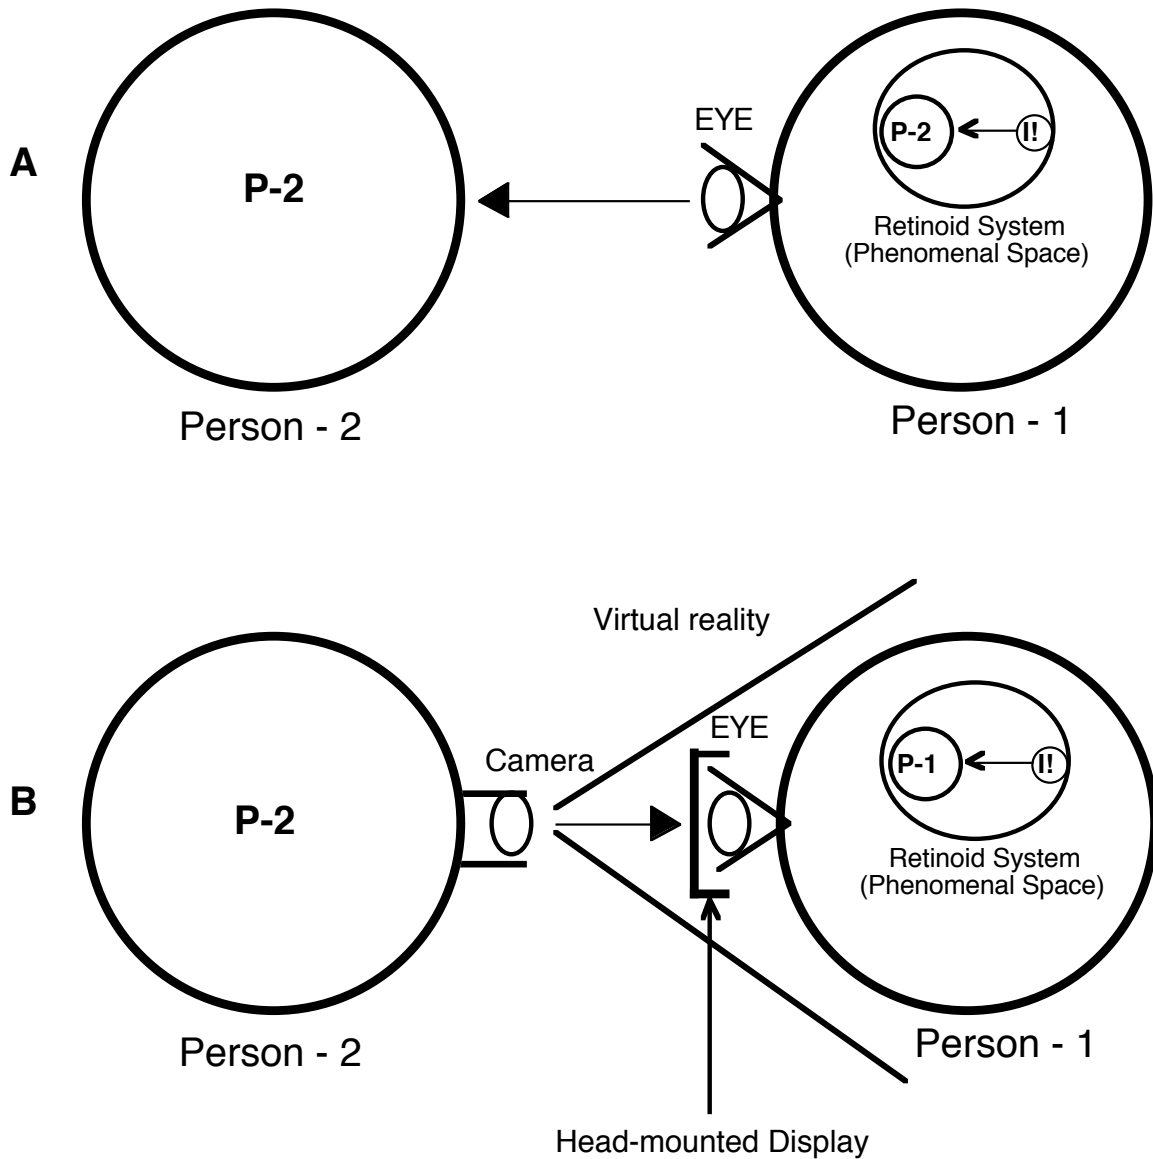 A
P-2
EYE
P-2
I!
Retinoid System
(Phenomenal Space)
Person - 2
Person - 1
Virtual reality
B
P-2
Camera
EYE
P-1
I!
Retinoid System
(Phenomenal Space)
Person - 2
Person - 1
Head-mounted Display